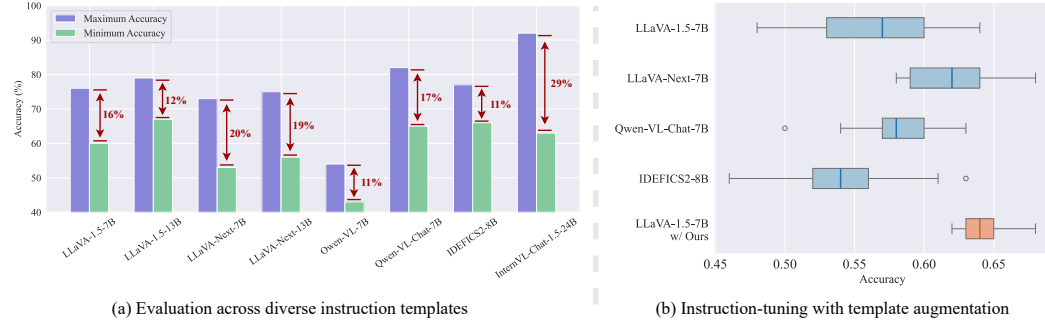 100
90
80
70
60
50
40
Accuracy (%)
Maximum Accuracy
Minimum Accuracy
16%
12%
20%
19%
11%
17%
11%
29%
LLaVA-1.5-7B
LLaVA-1.5-13B
LLaVA-Next-7B
LLaVA-Next-13B
Qwen-VL-7B
Qwen-VL-Chat-7B
IDEFICS2-8B
InternVL-Chat-1.5-24B
(a) Evaluation across diverse instruction templates
LLaVA-1.5-7B
LLaVA-Next-7B
Qwen-VL-Chat-7B
IDEFICS2-8B
LLaVA-1.5-7B
w/ Ours
0.45
0.50
0.55
0.60
0.65
Accuracy
(b) Instruction-tuning with template augmentation